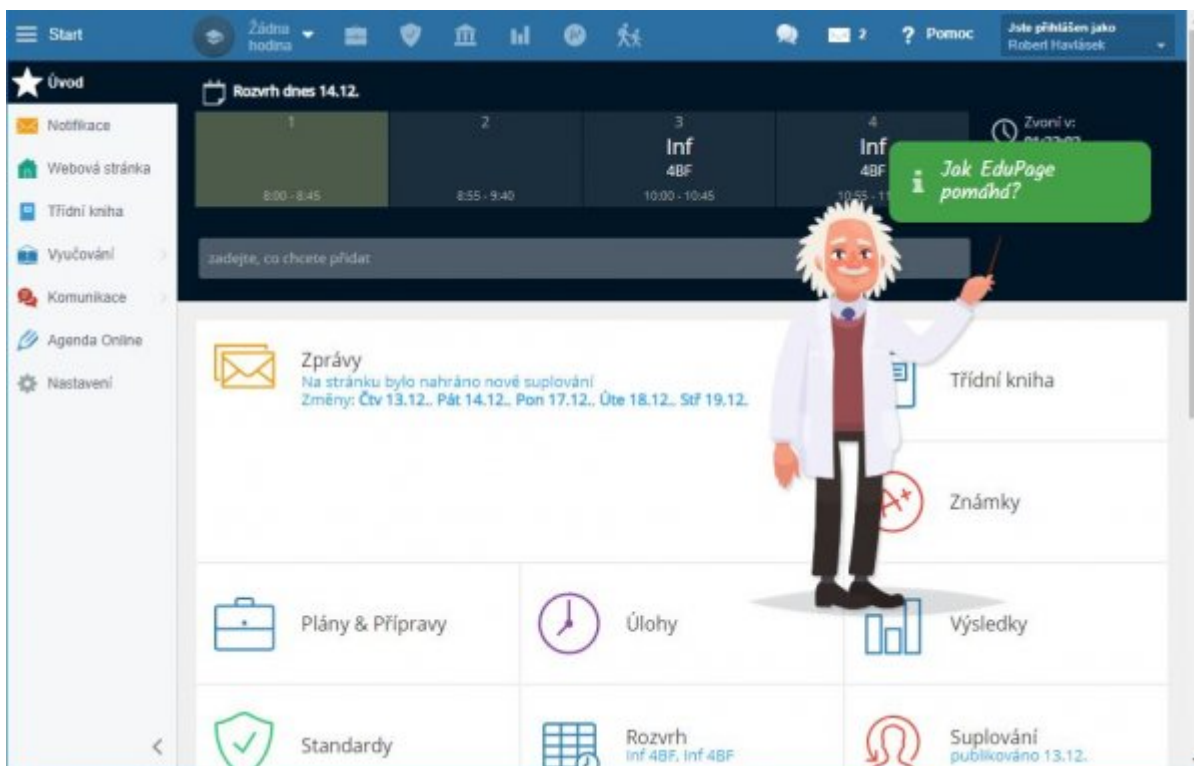 Start
Žádná
hodina
2
? Pomoc
Jste přihlášen jako
Robert Havlásek
Úvod
Notifikace
Webová stránka
Třídní kniha
Vyučování
Komunikace
Agenda Online
Nastavení
Rozvrh dnes 14.12.
1
8:00 - 8:45
2
8:55 - 9:40
3
Inf
4BF
10:00 - 10:45
4
Inf
4BF
10:55 - 11
Zvoní v:
Jak EduPage
pomáhá?
zadejte, co chcete přidat
Zprávy
Na stránku bylo nahráno nové suplování
Změny: Čtv 13.12., Pát 14.12., Pon 17.12., Úte 18.12., Stř 19.12.
Třídní kniha
A+
Známky
Plány & Přípravy
Úlohy
Výsledky
Standardy
Rozvrh
Inf 4BF, Inf 4BF
Suplování
publikováno 13.12.